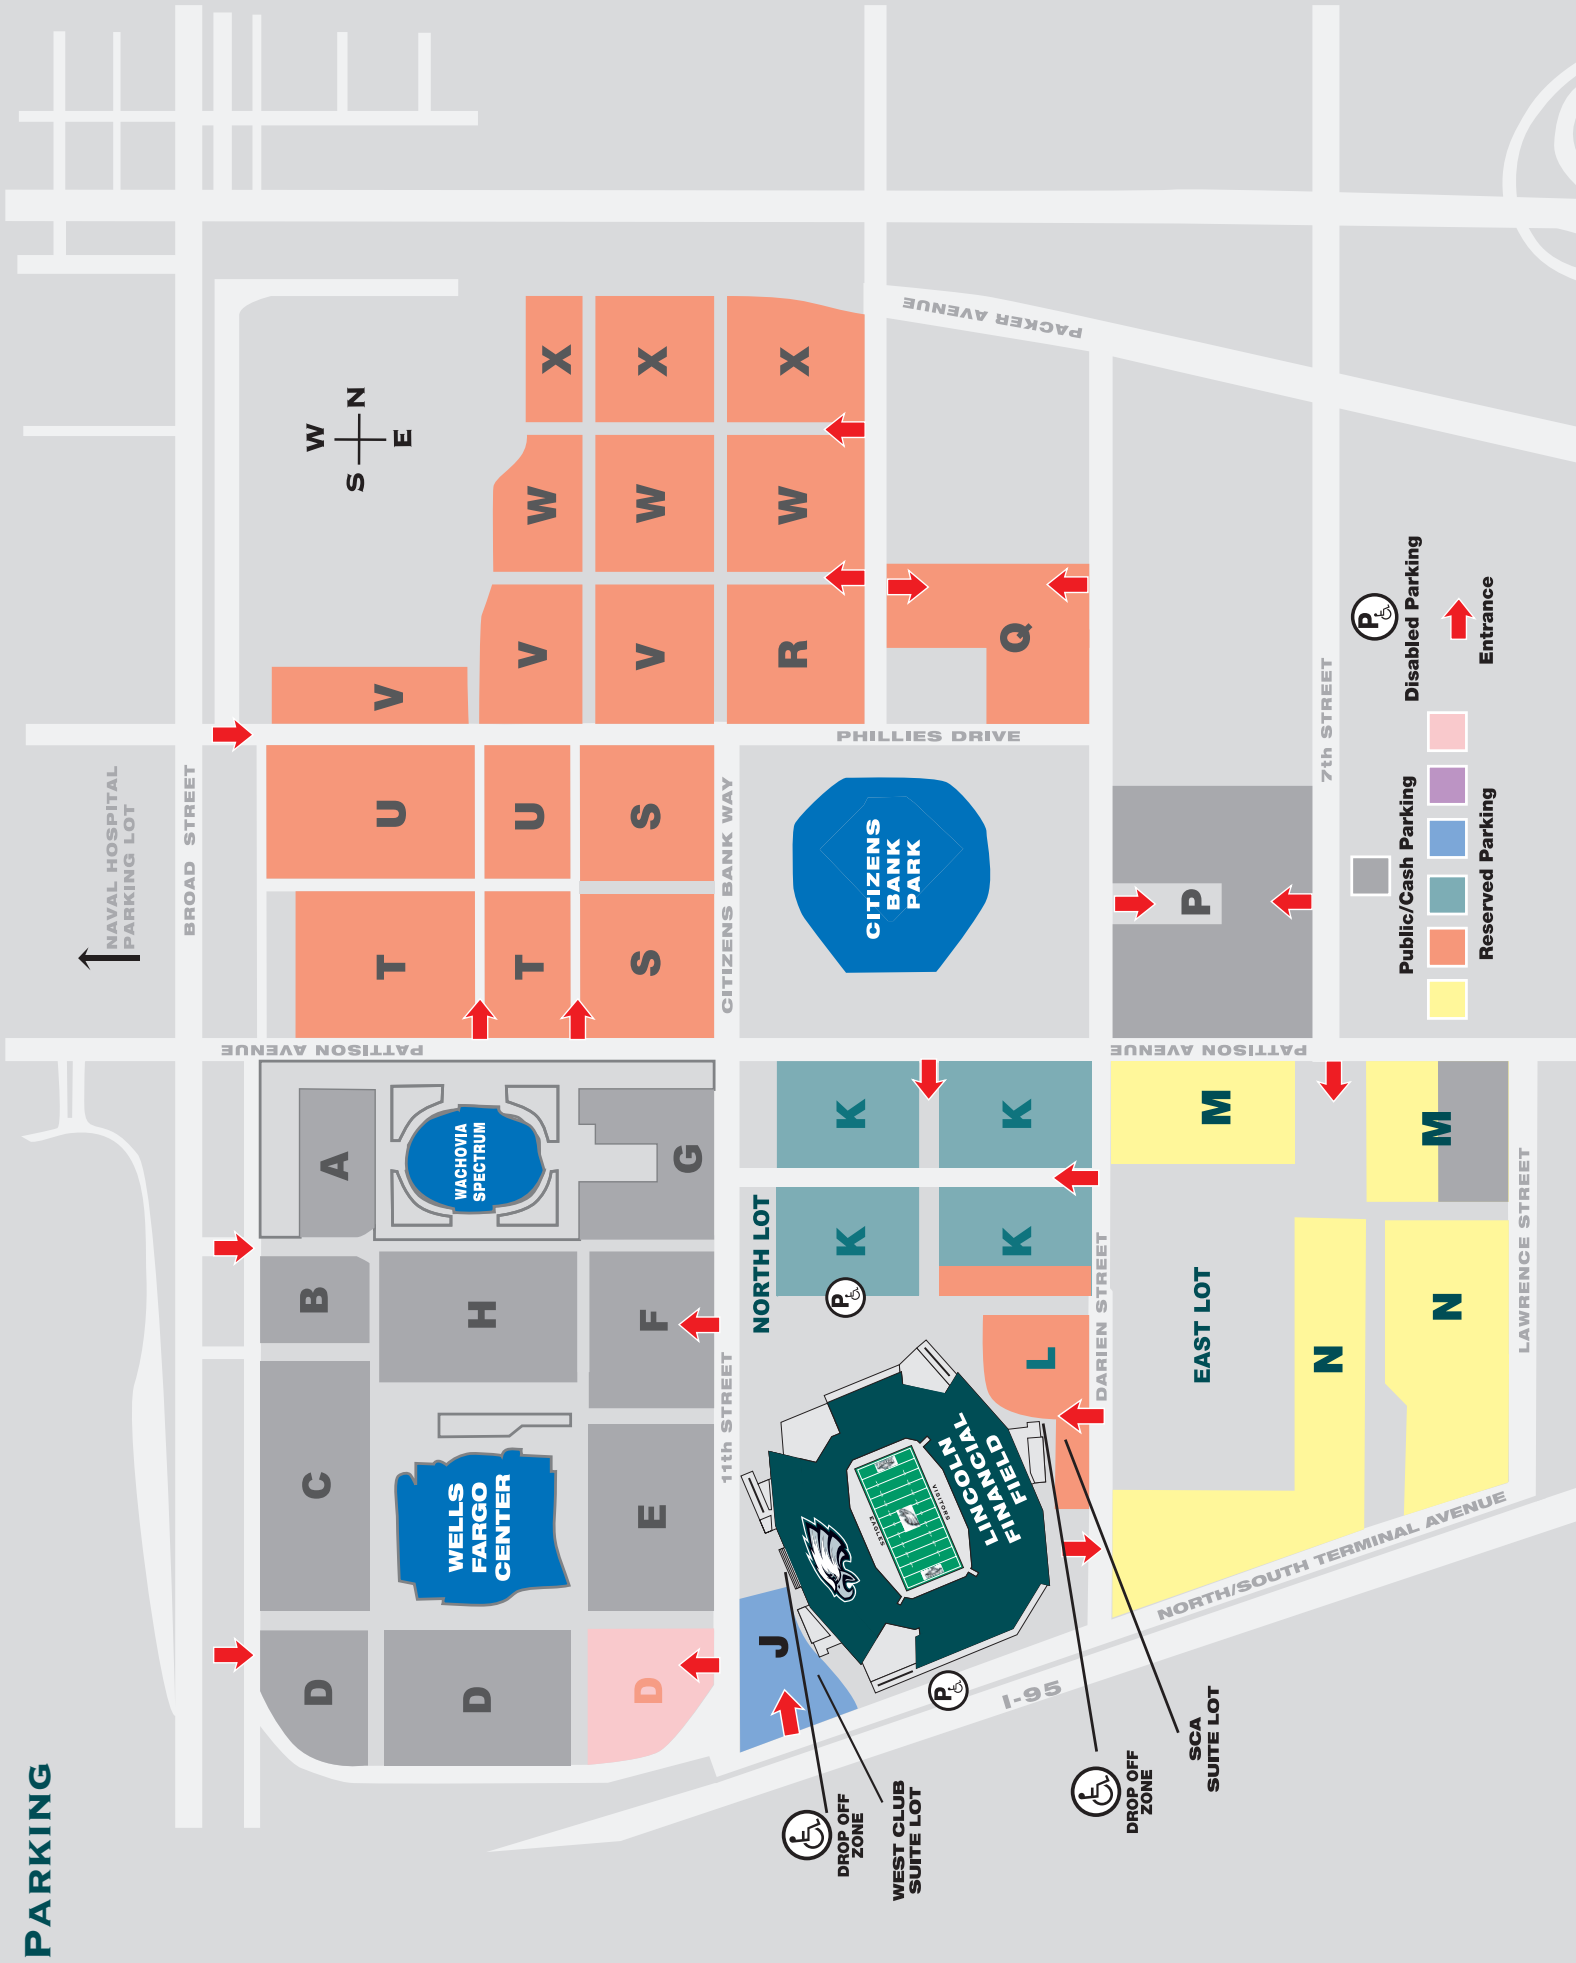 PARKING
NAVAL HOSPITAL
PARKING LOT
BROAD STREET
PATTISON AVENUE
W
N
S
E
X
X
X
W
W
W
V
V
V
R
Q
U
U
S
T
T
S
PACKER AVENUE
PHILLIES DRIVE
CITIZENS BANK WAY
CITIZENS
BANK
PARK
P
7th STREET
PATTISON AVENUE
A
WACHOVIA
SPECTRUM
G
B
H
F
C
WELLS
FARGO
CENTER
E
D
D
D
11th STREET
NORTH LOT
K
K
K
K
P
L
DARIEN STREET
EAST LOT
M
M
N
N
LAWRENCE STREET
LINCOLN
FINANCIAL
FIELD
EAGLES
VISITORS
J
P
I-95
NORTH/SOUTH TERMINAL AVENUE
DROP OFF
ZONE
WEST CLUB
SUITE LOT
DROP OFF
ZONE
SCA
SUITE LOT
Public/Cash Parking
Reserved Parking
P
Disabled Parking
Entrance